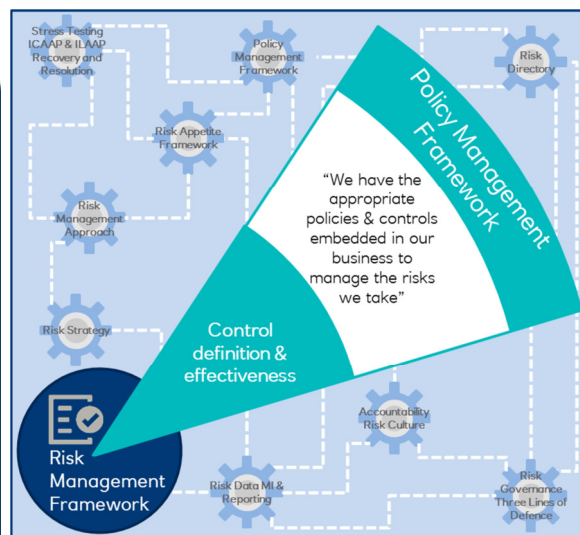 Stress Testing
ICAAP & ILAAP
Recovery and
Resolution
Policy
Management
Framework
Risk
Directory
Risk Appetite
Framework
Policy Management
Framework
“We have the
appropriate
policies & controls
embedded in our
business to
manage the risks
we take”
Risk
Management
Approach
Risk Strategy
Control
definition &
effectiveness
Accountability
Risk Culture
Risk
Management
Framework
Risk Data MI &
Reporting
Risk
Governance
Three Lines of
Defence